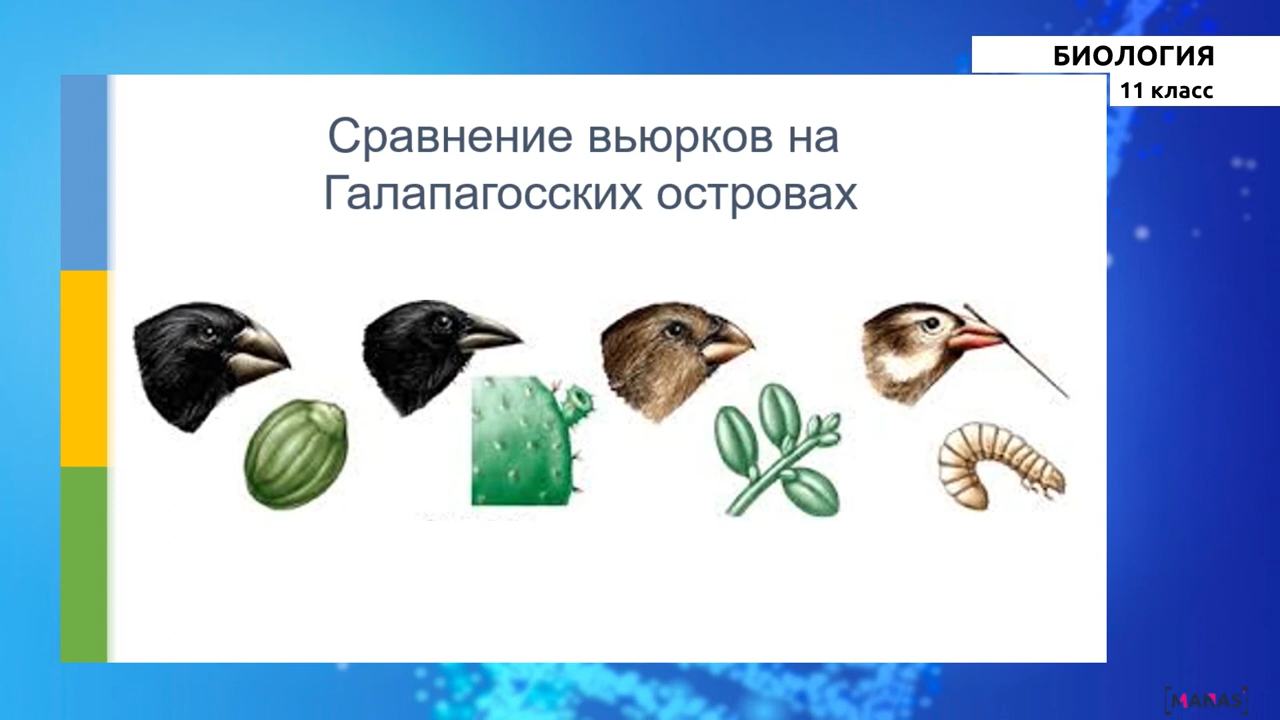 БИОЛОГИЯ
11 класс
Сравнение вьюрков на
Галапагосских островах
[MANAS]